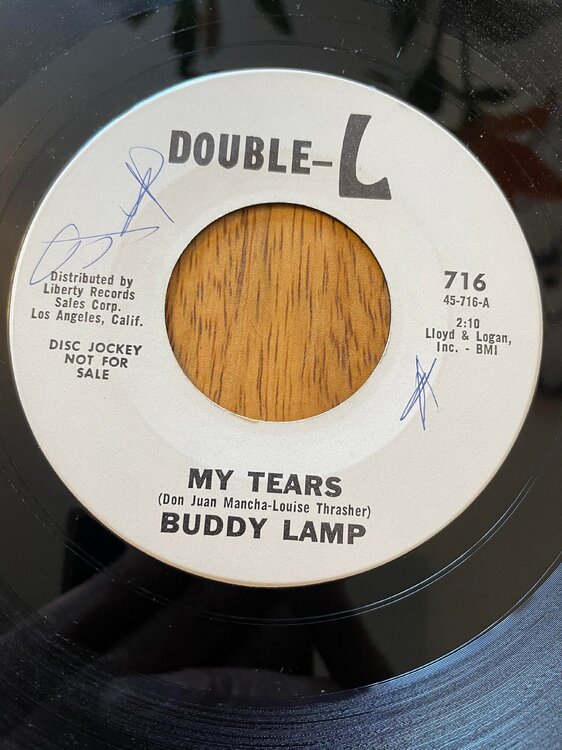 DOUBLE-L
Distributed by
Liberty Records
Sales Corp.
Los Angeles, Calif.
DISC JOCKEY
NOT FOR
SALE
716
45-716-A
2:10
Lloyd & Logan,
Inc. - BMI
MY TEARS
(Don Juan Mancha-Louise Thrasher)
BUDDY LAMP